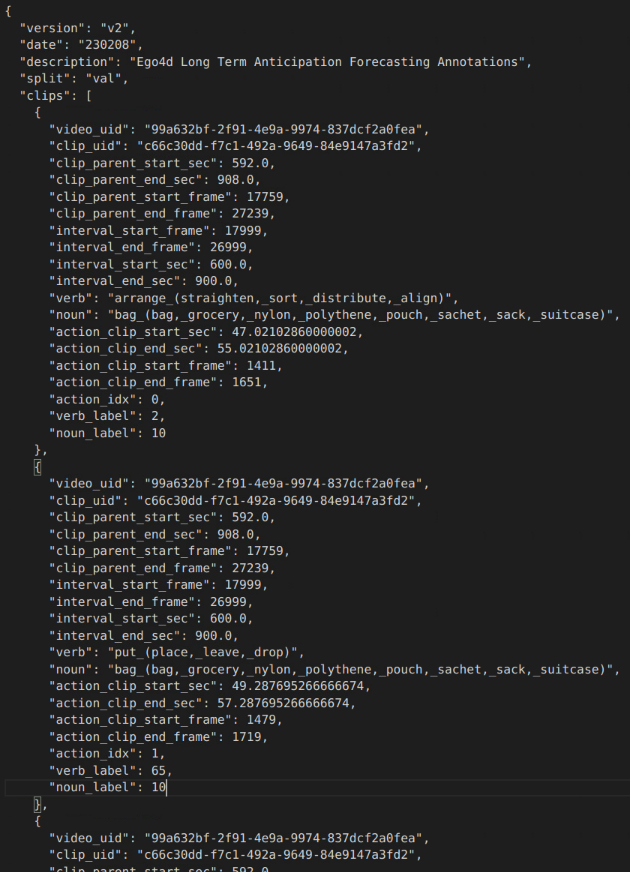 {
"version": "v2",
"date": "230208",
"description": "Ego4d Long Term Anticipation Forecasting Annotations",
"split": "val",
"clips": [
{
"video_uid": "99a632bf-2f91-4e9a-9974-837dcf2a0fea",
"clip_uid": "c66c30dd-f7c1-492a-9649-84e9147a3fd2",
"clip_parent_start_sec": 592.0,
"clip_parent_end_sec": 908.0,
"clip_parent_start_frame": 17759,
"clip_parent_end_frame": 27239,
"interval_start_frame": 17999,
"interval_end_frame": 26999,
"interval_start_sec": 600.0,
"interval_end_sec": 900.0,
"verb": "arrange_(straighten,_sort,_distribute,_align)",
"noun": "bag_(bag,_grocery,_nylon,_polythene,_pouch,_sachet,_sack,_suitcase)",
"action_clip_start_sec": 47.02102860000002,
"action_clip_end_sec": 55.02102860000002,
"action_clip_start_frame": 1411,
"action_clip_end_frame": 1651,
"action_idx": 0,
"verb_label": 2,
"noun_label": 10
},
{
"video_uid": "99a632bf-2f91-4e9a-9974-837dcf2a0fea",
"clip_uid": "c66c30dd-f7c1-492a-9649-84e9147a3fd2",
"clip_parent_start_sec": 592.0,
"clip_parent_end_sec": 908.0,
"clip_parent_start_frame": 17759,
"clip_parent_end_frame": 27239,
"interval_start_frame": 17999,
"interval_end_frame": 26999,
"interval_start_sec": 600.0,
"interval_end_sec": 900.0,
"verb": "put_(place,_leave,_drop)",
"noun": "bag_(bag,_grocery,_nylon,_polythene,_pouch,_sachet,_sack,_suitcase)",
"action_clip_start_sec": 49.287695266666674,
"action_clip_end_sec": 57.287695266666674,
"action_clip_start_frame": 1479,
"action_clip_end_frame": 1719,
"action_idx": 1,
"verb_label": 65,
"noun_label": 10
},
{
"video_uid": "99a632bf-2f91-4e9a-9974-837dcf2a0fea",
"clip_uid": "c66c30dd-f7c1-492a-9649-84e9147a3fd2",
"clip_parent_start_sec": 592.0